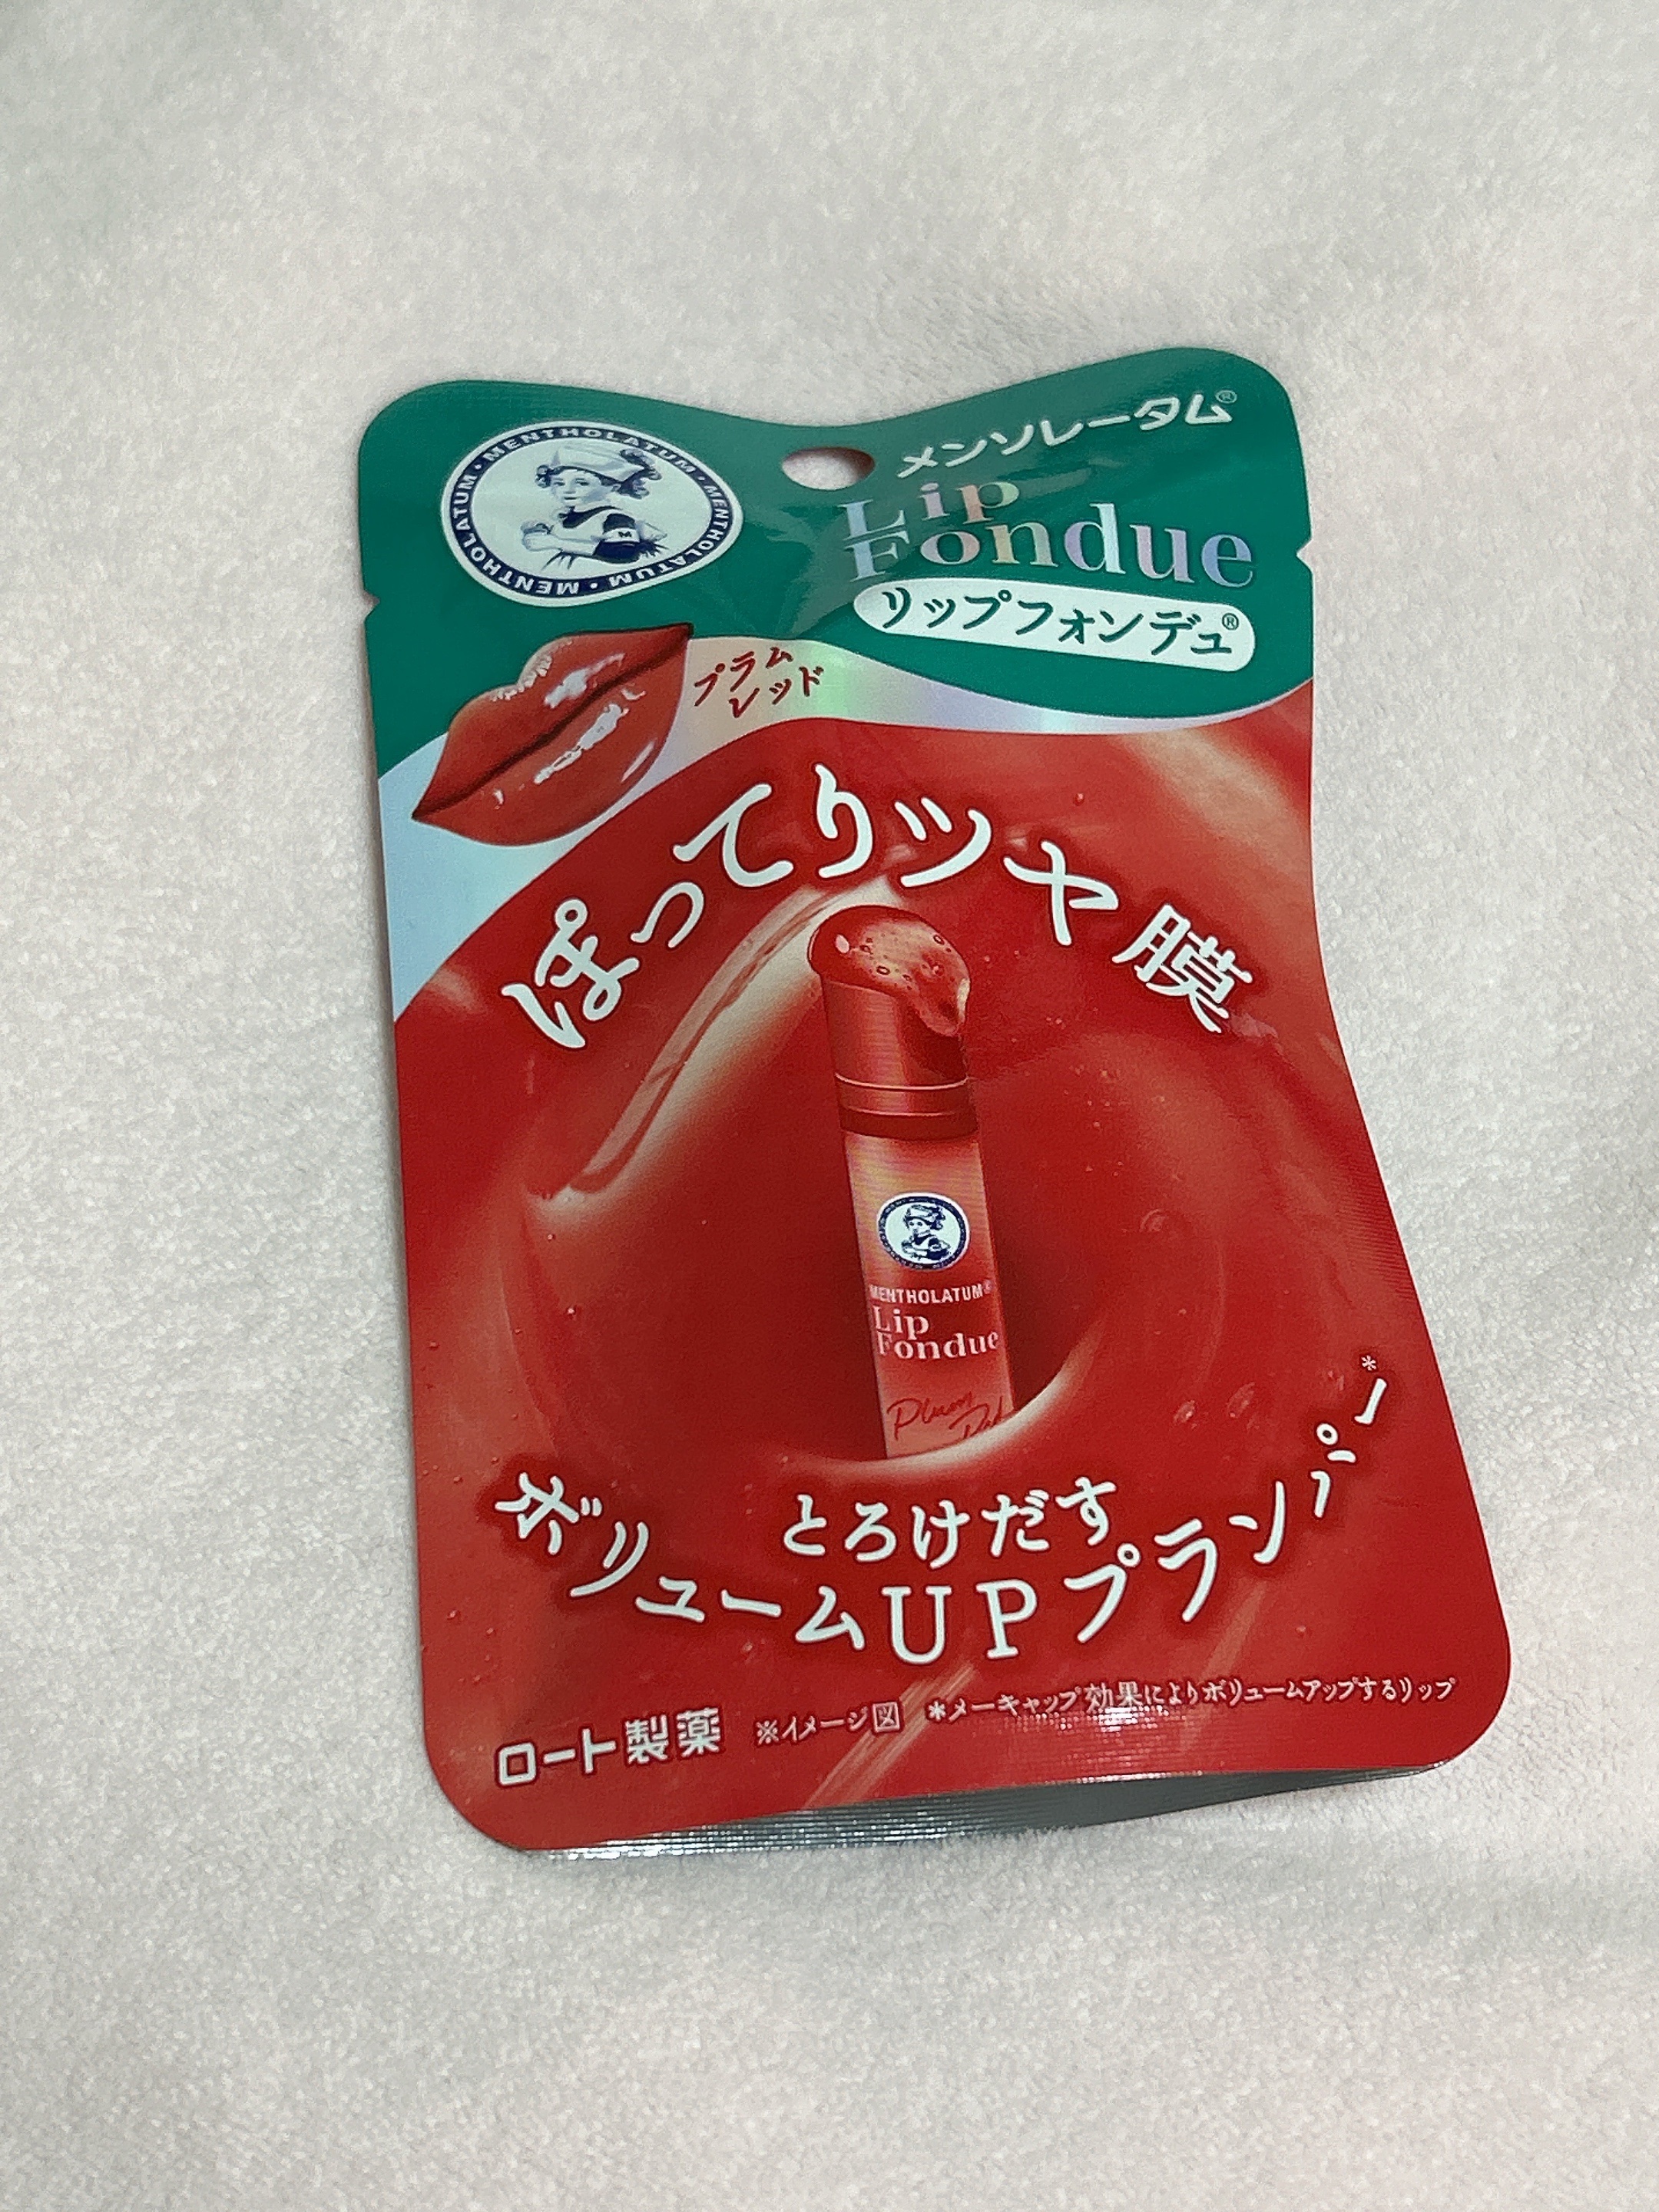 MENTHOLATUM・MENTHOLATUM・MENTHOLATUM・MENTHOLATUM・
M
メンソレータム®
Lip
Fondue
リップフォンデュ®
プラム
レッド
ぽってりツヤ膜
MENTHOLATUM®
Lip
Fondue
Plum
Red
とろけだす
ボリュームUPプランパー*
ロート製薬 ※イメージ図 *メーキャップ効果によりボリュームアップするリップ